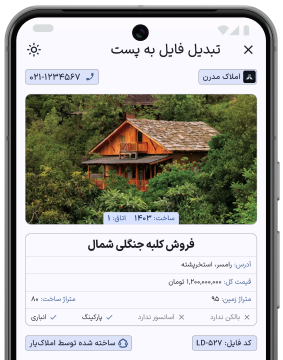 تبدیل فایل به پست
املاک مدرن
۰۲۱-۱۲۳۴۵۶۷
ساخت: ۱۴۰۳ اتاق: ۱
فروش کلبه جنگلی شمال
آدرس: رامسر، استخرپشته
قیمت کل: ۱,۲۰۰,۰۰۰,۰۰۰ تومان
متراژ زمین: ۹۵
متراژ ساخت: ۸۰
بالکن ندارد
آسانسور ندارد
پارکینگ
انباری
کد فایل: LD-۵۲۷
ساخته شده توسط املاک‌یار